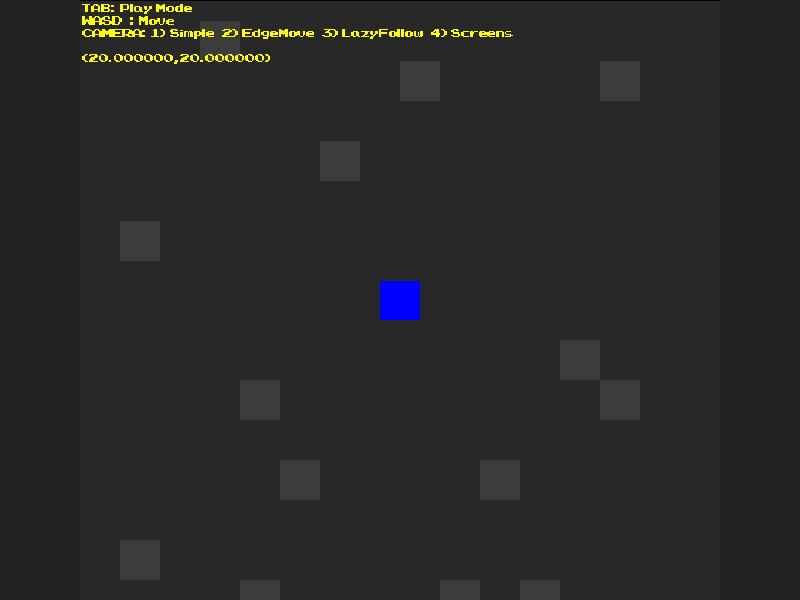 TAB: Play Mode
WASD : Move
CAMERA: 1) Simple 2) EdgeMove 3) LazyFollow 4) Screens
(20.000000,20.000000)